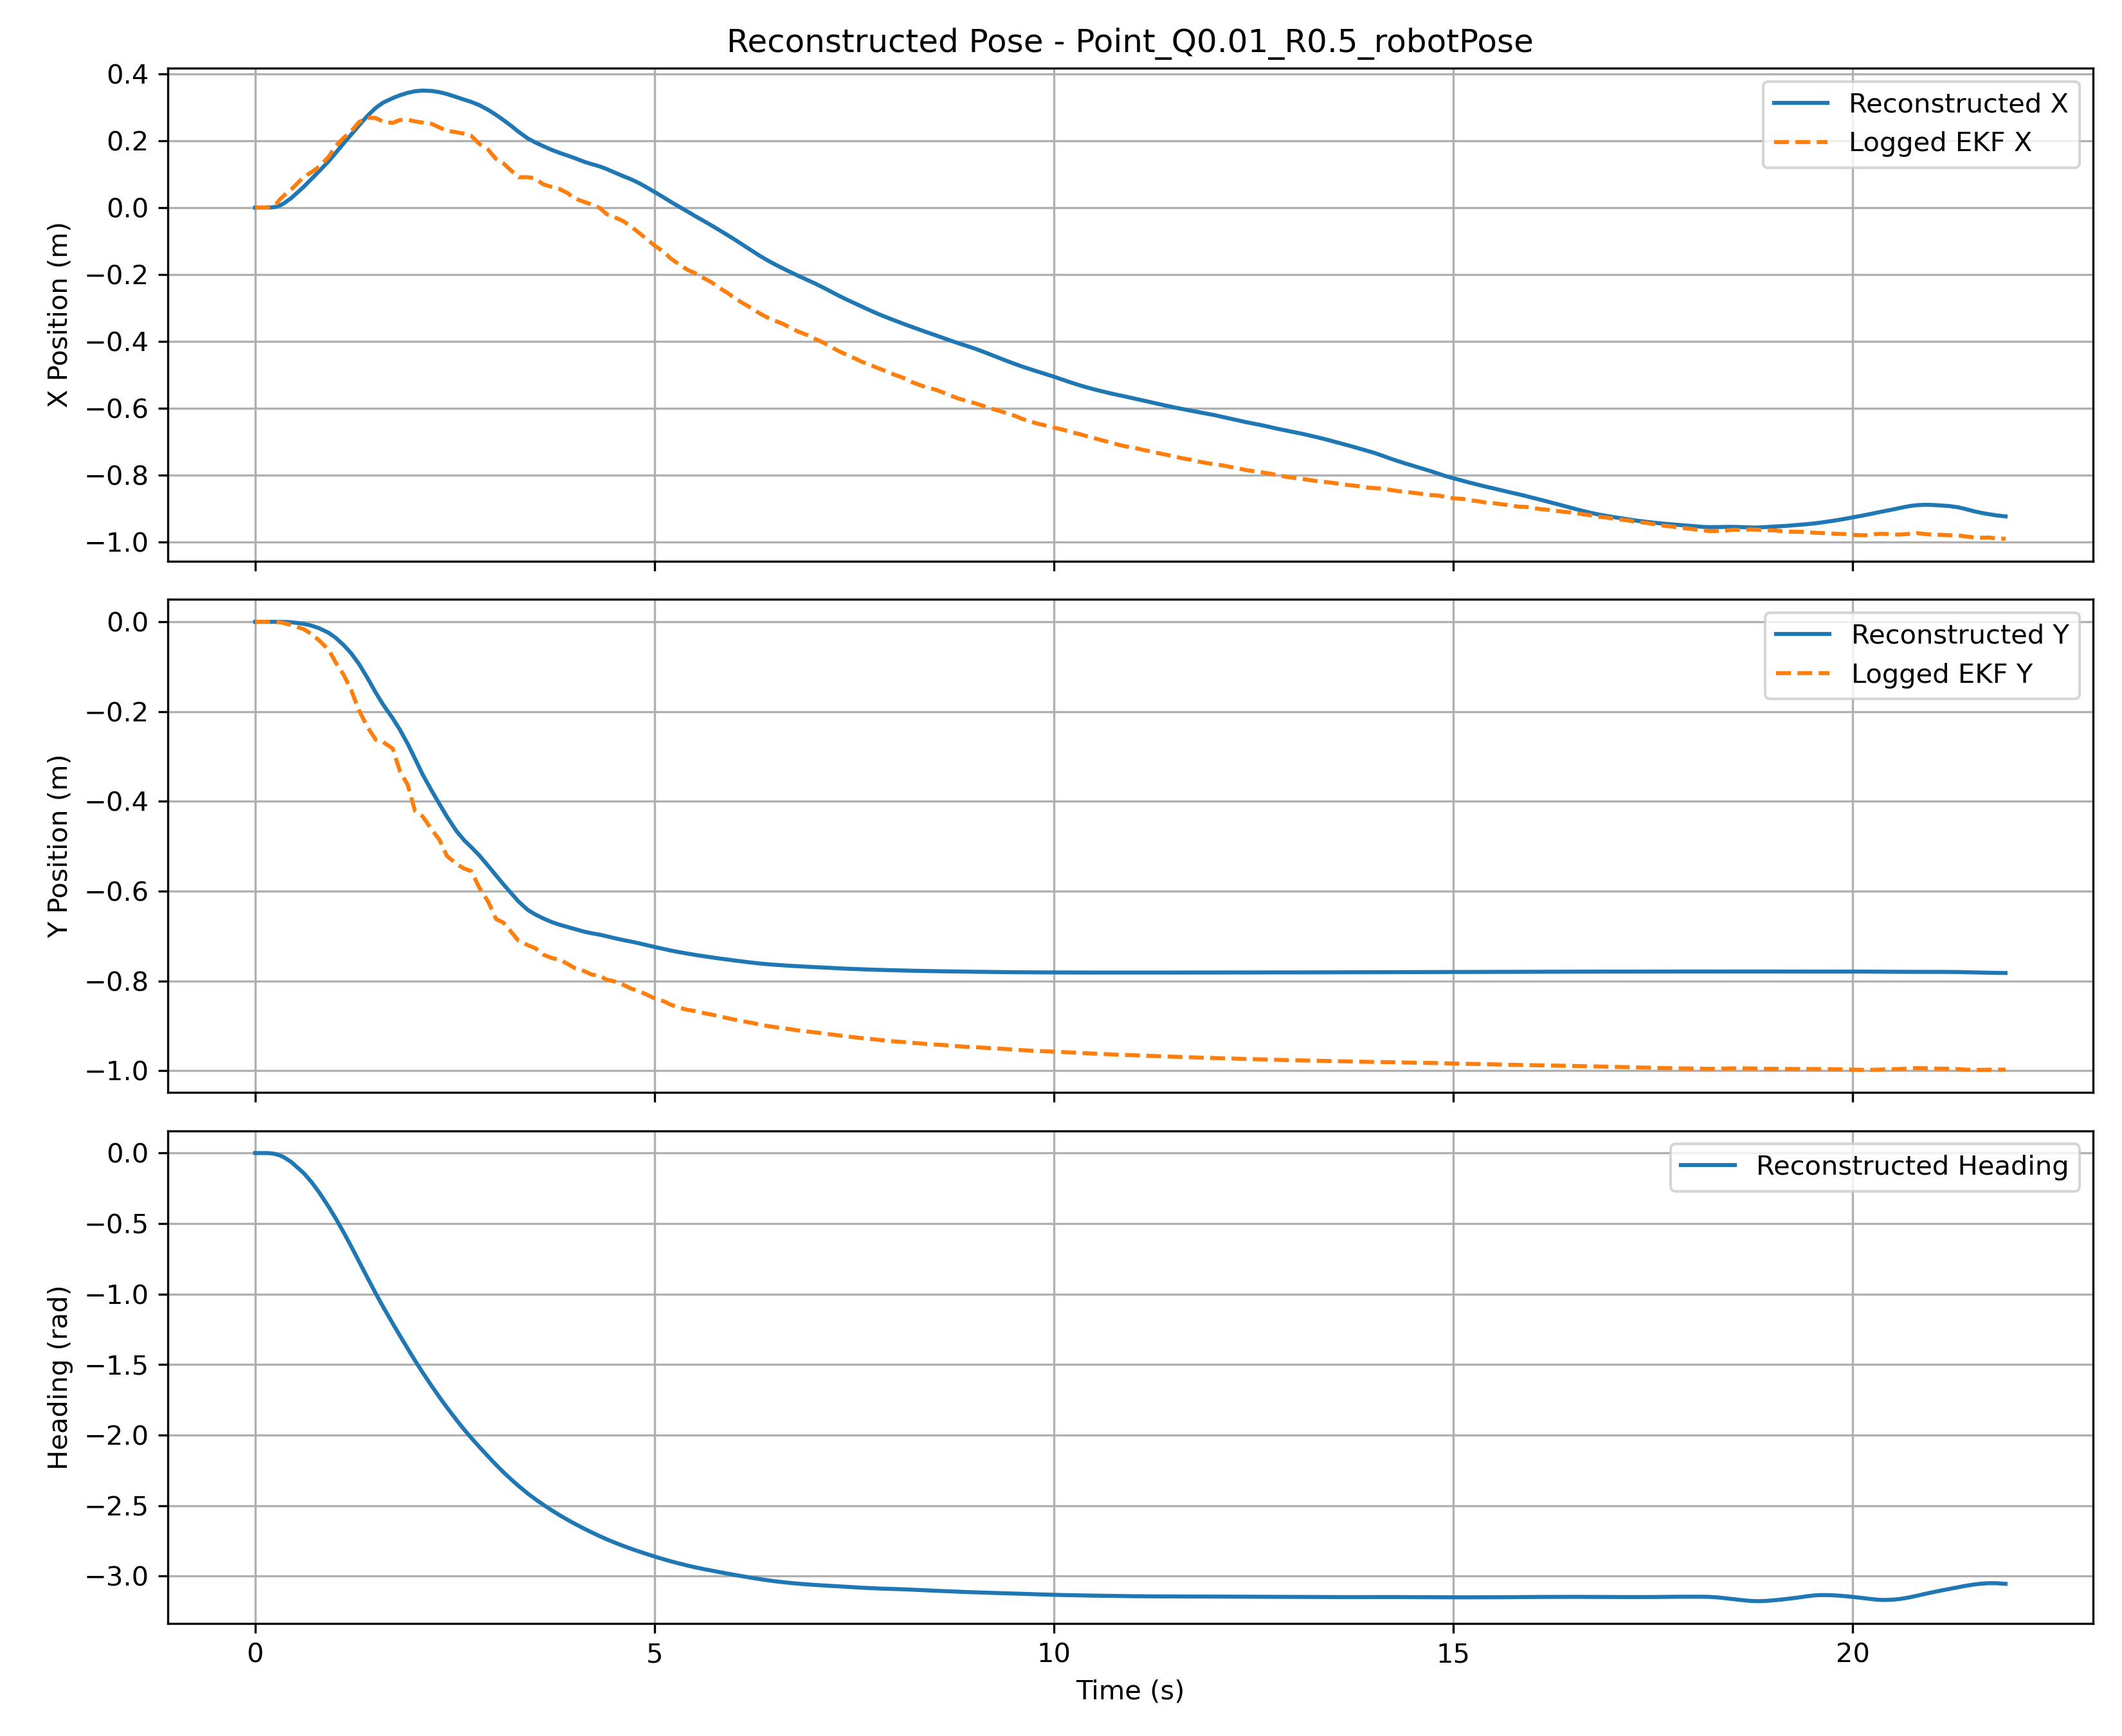 Reconstructed Pose - Point_Q0.01_R0.5_robotPose
0.4
0.2
0.0
−0.2
−0.4
−0.6
−0.8
−1.0
X Position (m)
Reconstructed X
Logged EKF X
0.0
−0.2
−0.4
−0.6
−0.8
−1.0
Y Position (m)
Reconstructed Y
Logged EKF Y
0.0
−0.5
−1.0
−1.5
−2.0
−2.5
−3.0
Heading (rad)
Reconstructed Heading
0 5 10 15 20
Time (s)